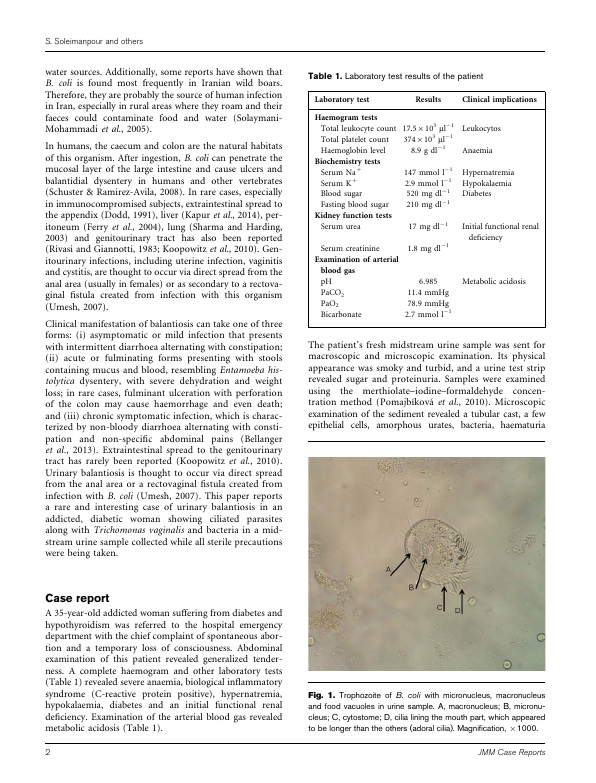 S. Soleimanpour and others
water sources. Additionally, some reports have shown that
B. coli is found most frequently in Iranian wild boars.
Therefore, they are probably the source of human infection
in Iran, especially in rural areas where they roam and their
faeces could contaminate food and water (Solaymani-
Mohammadi et al., 2005).
In humans, the caecum and colon are the natural habitats
of this organism. After ingestion, B. coli can penetrate the
mucosal layer of the large intestine and cause ulcers and
balantidial dysentery in humans and other vertebrates
(Schuster & Ramirez-Avila, 2008). In rare cases, especially
in immunocompromised subjects, extraintestinal spread to
the appendix (Dodd, 1991), liver (Kapur et al., 2014), per-
itoneum (Ferry et al., 2004), lung (Sharma and Harding,
2003) and genitourinary tract has also been reported
(Rivasi and Giannotti, 1983; Koopowitz et al., 2010). Gen-
itourinary infections, including uterine infection, vaginitis
and cystitis, are thought to occur via direct spread from the
anal area (usually in females) or as secondary to a rectova-
ginal fistula created from infection with this organism
(Umesh, 2007).
Clinical manifestation of balantiosis can take one of three
forms: (i) asymptomatic or mild infection that presents
with intermittent diarrhoea alternating with constipation;
(ii) acute or fulminating forms presenting with stools
containing mucus and blood, resembling Entamoeba his-
tolytica dysentery, with severe dehydration and weight
loss; in rare cases, fulminant ulceration with perforation
of the colon may cause haemorrhage and even death;
and (iii) chronic symptomatic infection, which is charac-
terized by non-bloody diarrhoea alternating with consti-
pation and non-specific abdominal pains (Bellanger
et al., 2013). Extraintestinal spread to the genitourinary
tract has rarely been reported (Koopowitz et al., 2010).
Urinary balantiosis is thought to occur via direct spread
from the anal area or a rectovaginal fistula created from
infection with B. coli (Umesh, 2007). This paper reports
a rare and interesting case of urinary balantiosis in an
addicted, diabetic woman showing ciliated parasites
along with Trichomonas vaginalis and bacteria in a mid-
stream urine sample collected while all sterile precautions
were being taken.
Case report
A 35-year-old addicted woman suffering from diabetes and
hypothyroidism was referred to the hospital emergency
department with the chief complaint of spontaneous abor-
tion and a temporary loss of consciousness. Abdominal
examination of this patient revealed generalized tender-
ness. A complete haemogram and other laboratory tests
(Table 1) revealed severe anaemia, biological inflammatory
syndrome (C-reactive protein positive), hypernatremia,
hypokalaemia, diabetes and an initial functional renal
deficiency. Examination of the arterial blood gas revealed
metabolic acidosis (Table 1).
Table 1. Laboratory test results of the patient
Laboratory test Results Clinical implications
Haemogram tests
Total leukocyte count 17.5 × 10³ μl⁻¹ Leukocytos
Total platelet count 374 × 10³ μl⁻¹
Haemoglobin level 8.9 g dl⁻¹ Anaemia
Biochemistry tests
Serum Na⁺ 147 mmol l⁻¹ Hypernatremia
Serum K⁺ 2.9 mmol l⁻¹ Hypokalaemia
Blood sugar 520 mg dl⁻¹ Diabetes
Fasting blood sugar 210 mg dl⁻¹
Kidney function tests
Serum urea 17 mg dl⁻¹ Initial functional renal
deficiency
Serum creatinine 1.8 mg dl⁻¹
Examination of arterial
blood gas
pH 6.985 Metabolic acidosis
PaCO₂ 11.4 mmHg
PaO₂ 78.9 mmHg
Bicarbonate 2.7 mmol l⁻¹
The patient's fresh midstream urine sample was sent for
macroscopic and microscopic examination. Its physical
appearance was smoky and turbid, and a urine test strip
revealed sugar and proteinuria. Samples were examined
using the merthiolate–iodine–formaldehyde concen-
tration method (Pomajbíková et al., 2010). Microscopic
examination of the sediment revealed a tubular cast, a few
epithelial cells, amorphous urates, bacteria, haematuria
A
B
C
D
Fig. 1. Trophozoite of B. coli with micronucleus, macronucleus
and food vacuoles in urine sample. A, macronucleus; B, micronu-
cleus; C, cytostome; D, cilia lining the mouth part, which appeared
to be longer than the others (adoral cilia). Magnification, × 1000.
2
JMM Case Reports